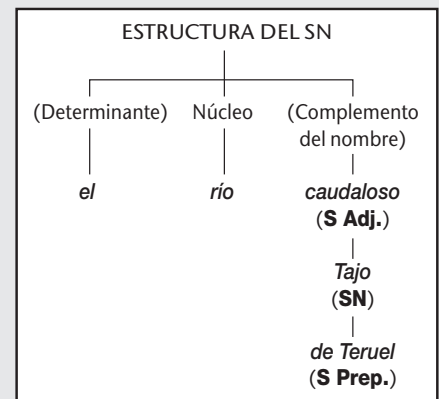 ESTRUCTURA DEL SN
(Determinante) Núcleo (Complemento
del nombre)
el río caudaloso
(S Adj.)
Tajo
(SN)
de Teruel
(S Prep.)